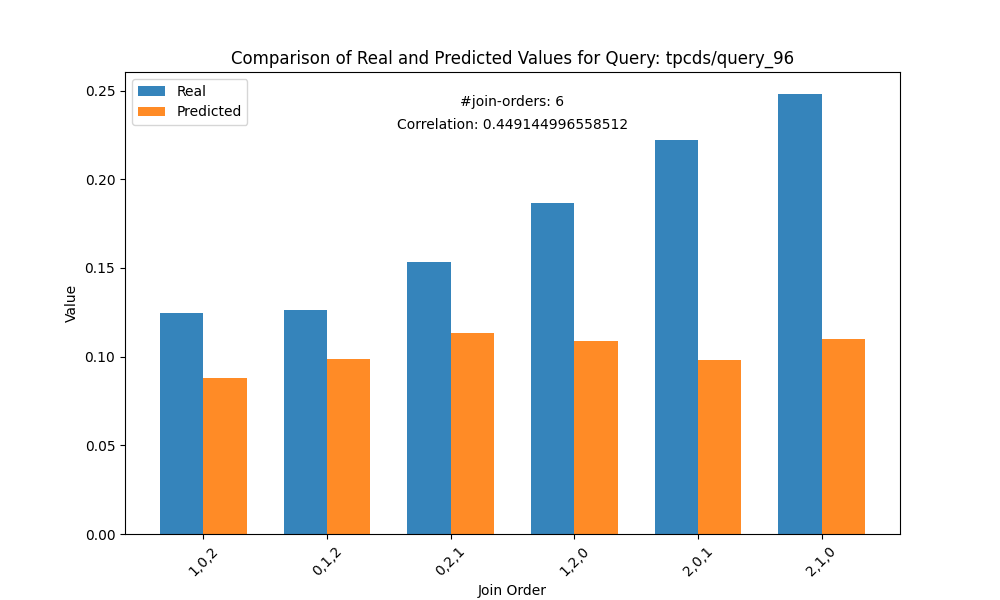 Comparison of Real and Predicted Values for Query: tpcds/query_96
Real
Predicted
#join-orders: 6
Correlation: 0.449144996558512
Value
0.25
0.20
0.15
0.10
0.05
0.00
1,0,2
0,1,2
0,2,1
1,2,0
2,0,1
2,1,0
Join Order